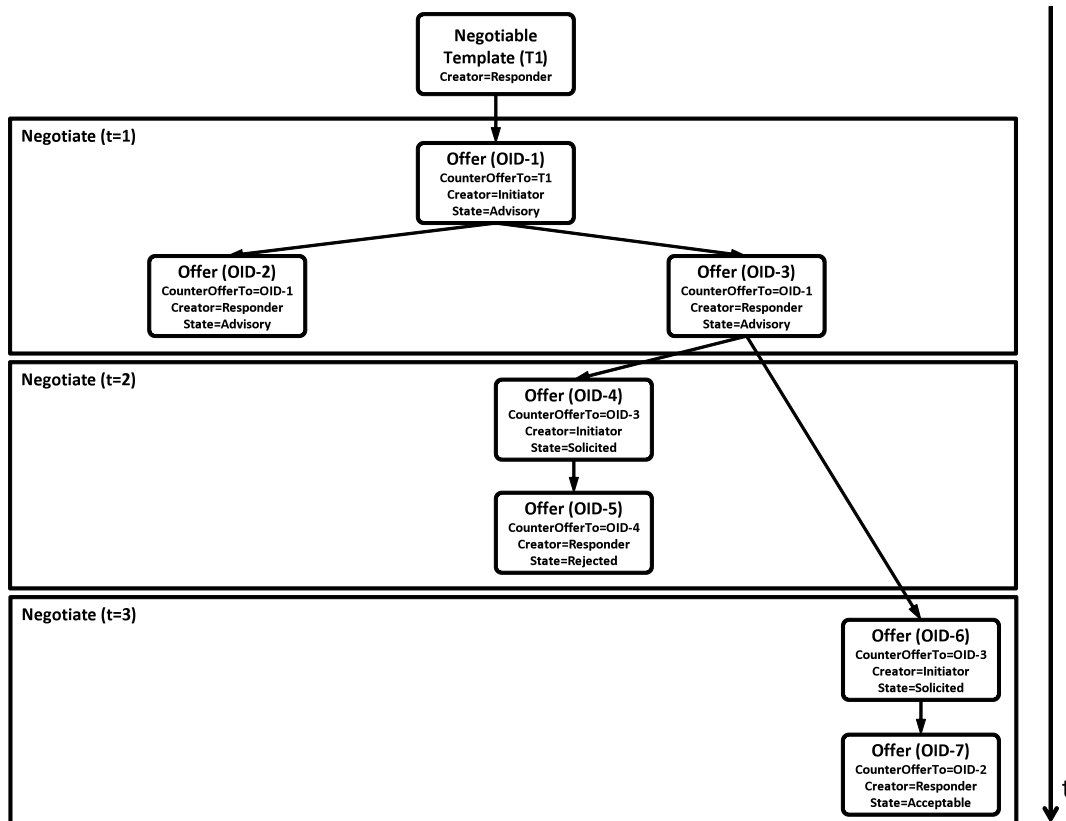 Negotiable
Template (T1)
Creator=Responder
Negotiate (t=1)
Offer (OID-1)
CounterOfferTo=T1
Creator=Initiator
State=Advisory
Offer (OID-2)
CounterOfferTo=OID-1
Creator=Responder
State=Advisory
Offer (OID-3)
CounterOfferTo=OID-1
Creator=Responder
State=Advisory
Negotiate (t=2)
Offer (OID-4)
CounterOfferTo=OID-3
Creator=Initiator
State=Solicited
Offer (OID-5)
CounterOfferTo=OID-4
Creator=Responder
State=Rejected
Negotiate (t=3)
Offer (OID-6)
CounterOfferTo=OID-3
Creator=Initiator
State=Solicited
Offer (OID-7)
CounterOfferTo=OID-2
Creator=Responder
State=Acceptable
t